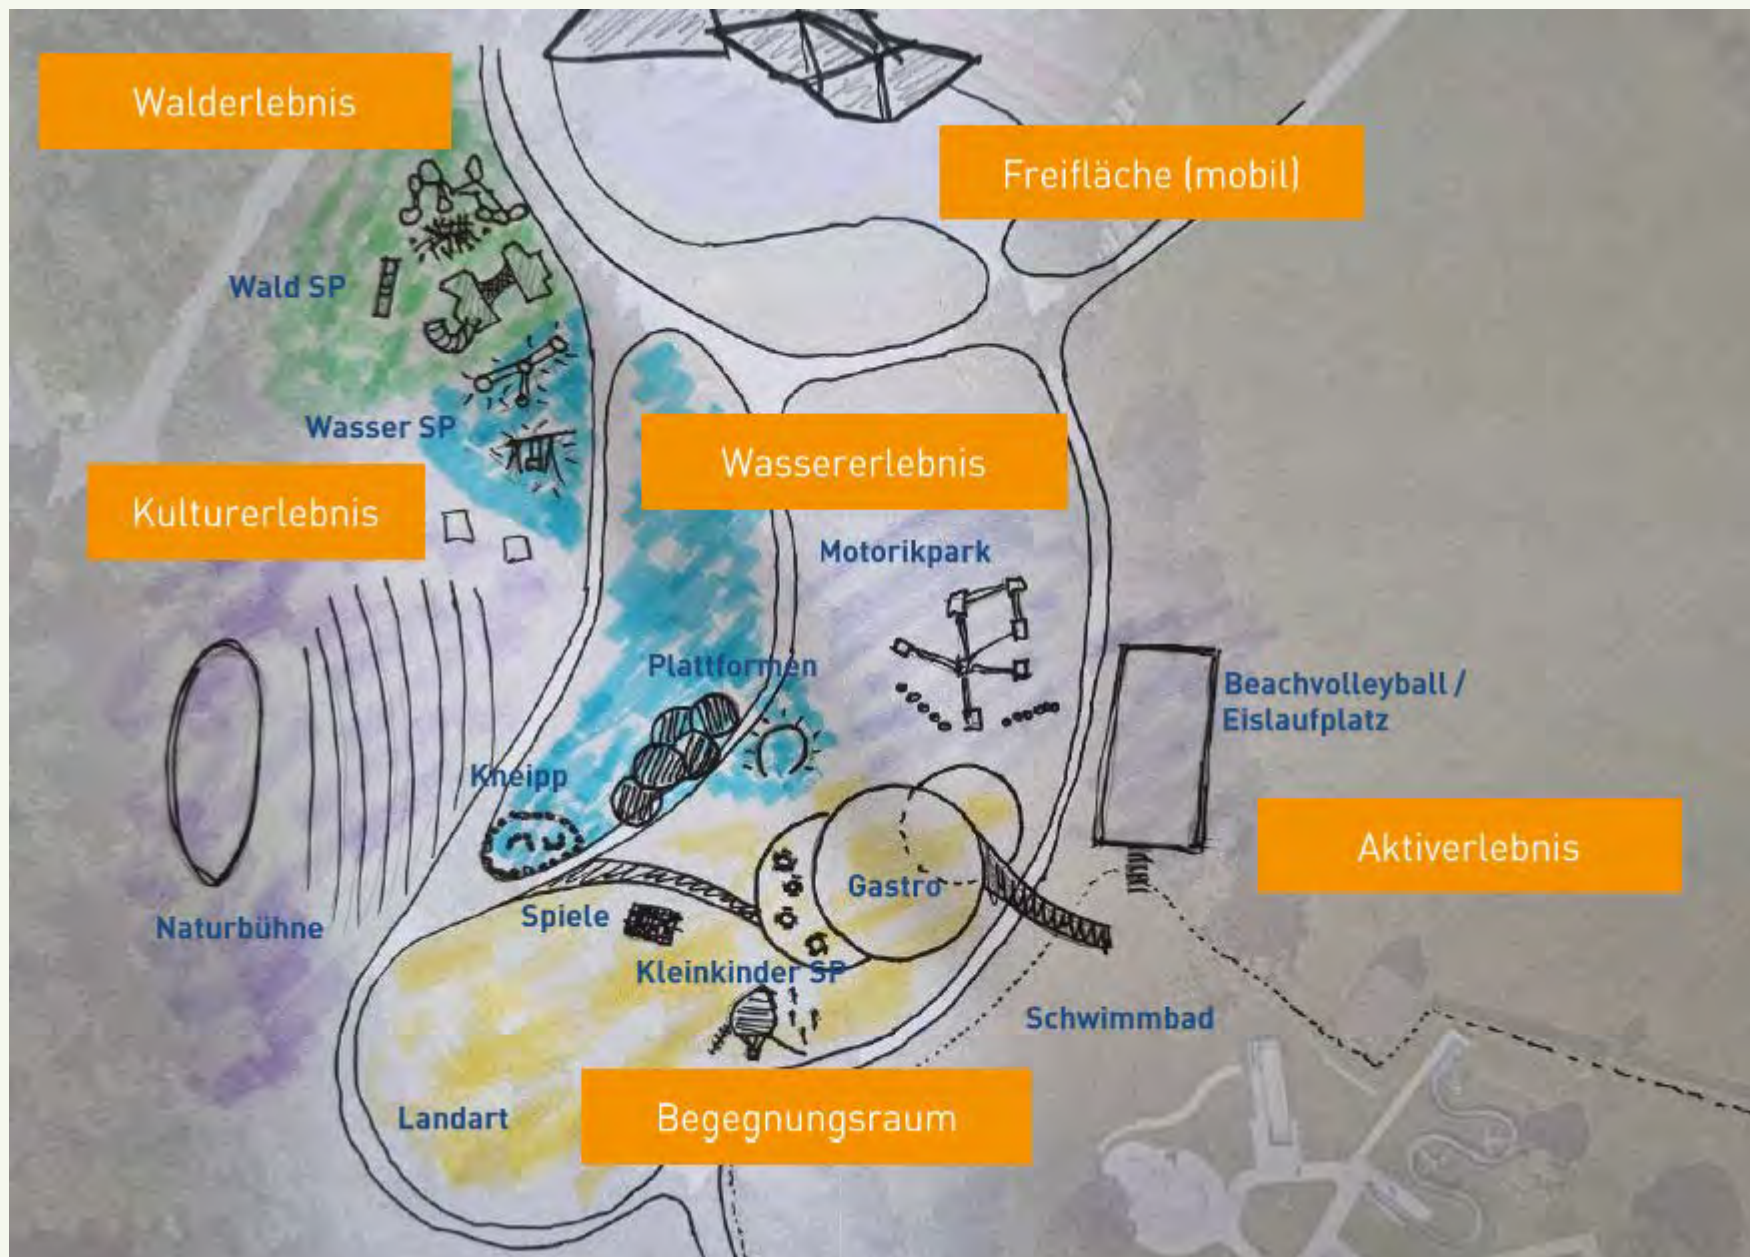 Walderlebnis
Freifläche (mobil)
Wald SP
Wasser SP
Wassererlebnis
Kulturerlebnis
Motorikpark
Plattformen
Beachvolleyball /
Eislaufplatz
Kneipp
Aktiverlebnis
Gastro
Spiele
Naturbühne
Kleinkinder SP
Schwimmbad
Landart
Begegnungsraum